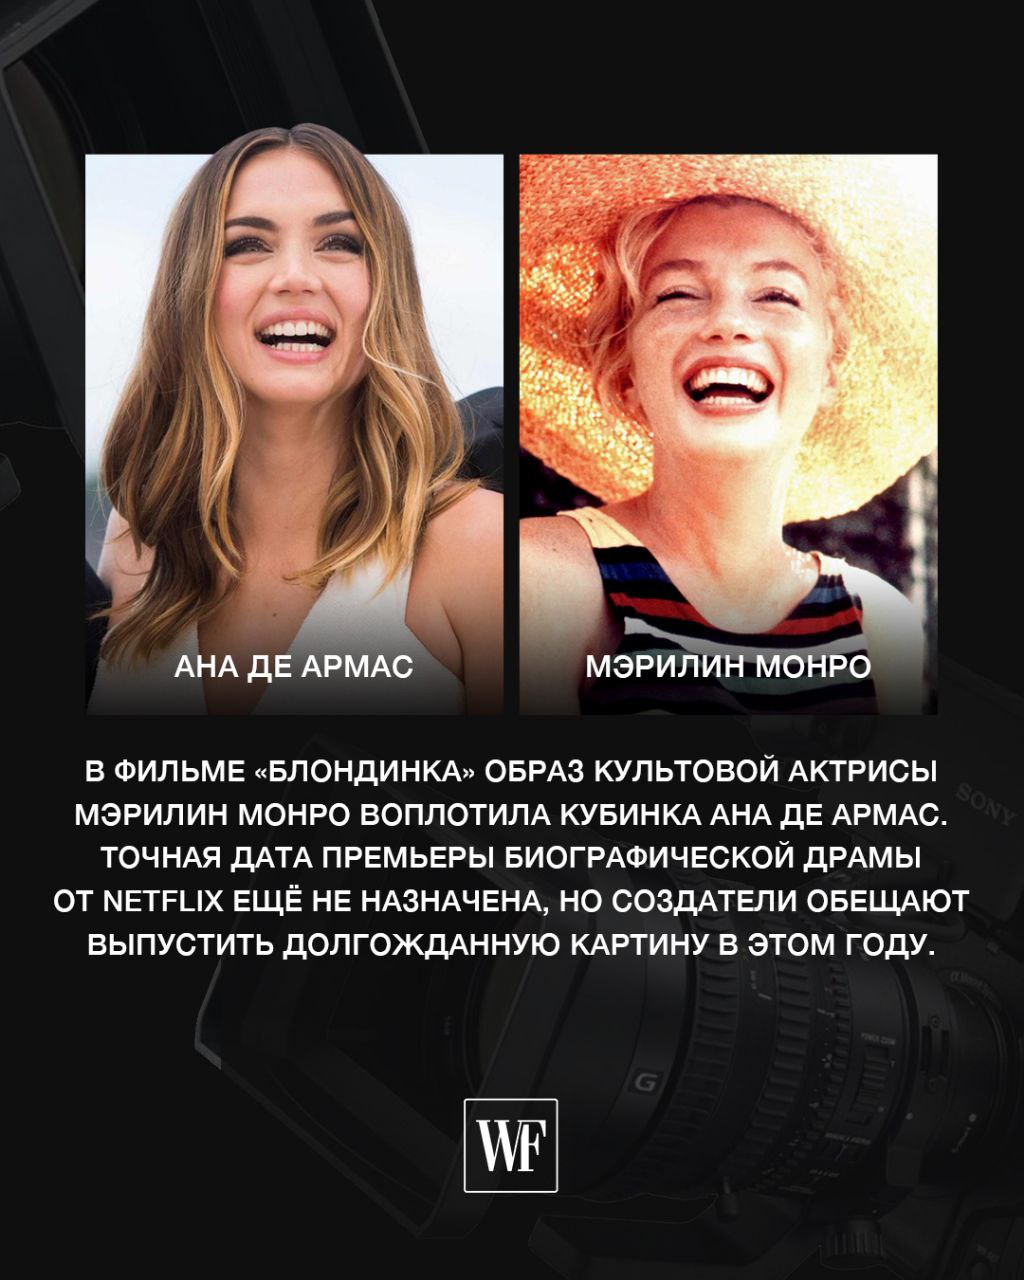 АНА ДЕ АРМАС
МЭРИЛИН МОНРО
В ФИЛЬМЕ «БЛОНДИНКА» ОБРАЗ КУЛЬТОВОЙ АКТРИСЫ
МЭРИЛИН МОНРО ВОПЛОТИЛА КУБИНКА АНА ДЕ АРМАС.
ТОЧНАЯ ДАТА ПРЕМЬЕРЫ БИОГРАФИЧЕСКОЙ ДРАМЫ
ОТ NETFLIX ЕЩЁ НЕ НАЗНАЧЕНА, НО СОЗДАТЕЛИ ОБЕЩАЮТ
ВЫПУСТИТЬ ДОЛГОЖДАННУЮ КАРТИНУ В ЭТОМ ГОДУ.
SONY
G
WF